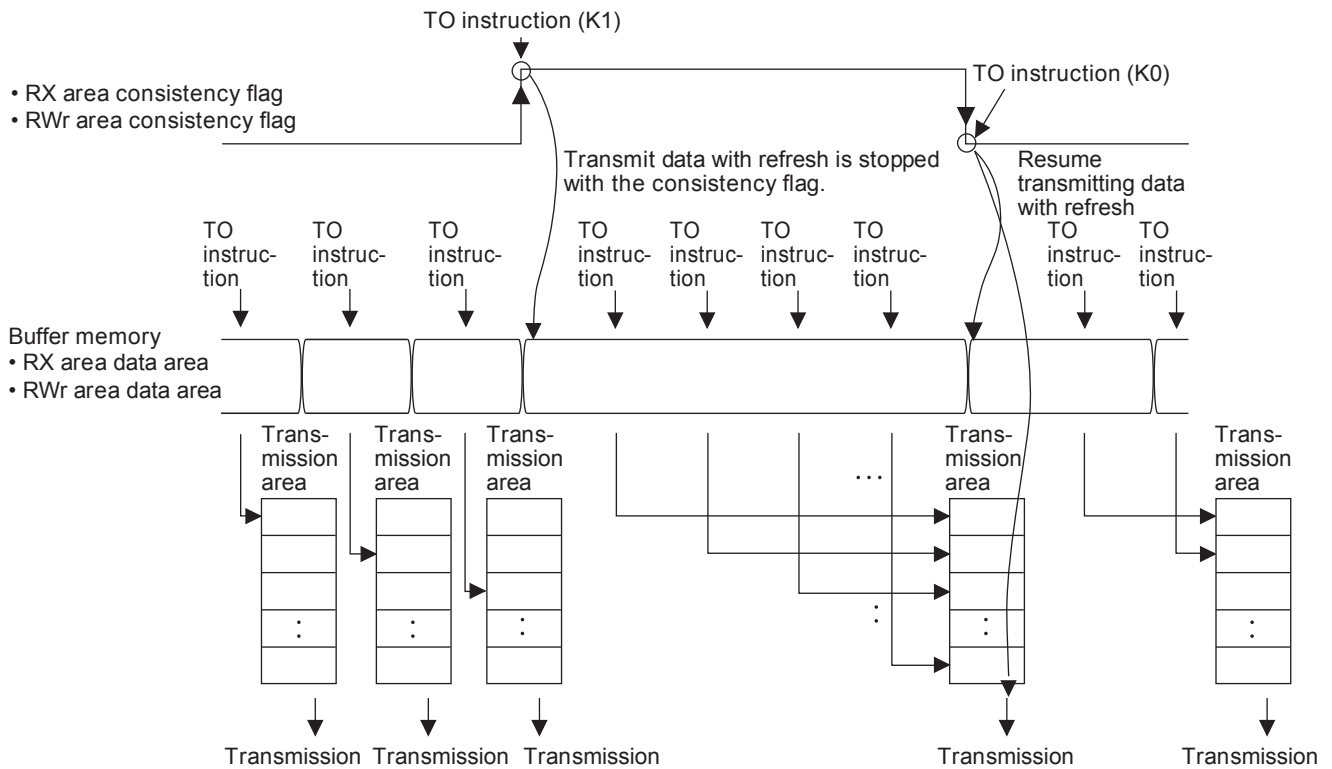 TO instruction (K1)
TO instruction (K0)
• RX area consistency flag
• RWr area consistency flag
Transmit data with refresh is stopped
with the consistency flag.
Resume
transmitting data
with refresh
TO
instruc-
tion
TO
instruc-
tion
TO
instruc-
tion
TO
instruc-
tion
TO
instruc-
tion
TO
instruc-
tion
TO
instruc-
tion
TO
instruc-
tion
TO
instruc-
tion
Buffer memory
• RX area data area
• RWr area data area
Trans-
mission
area
Trans-
mission
area
Trans-
mission
area
Trans-
mission
area
Trans-
mission
area
Transmission
Transmission
Transmission
Transmission
Transmission